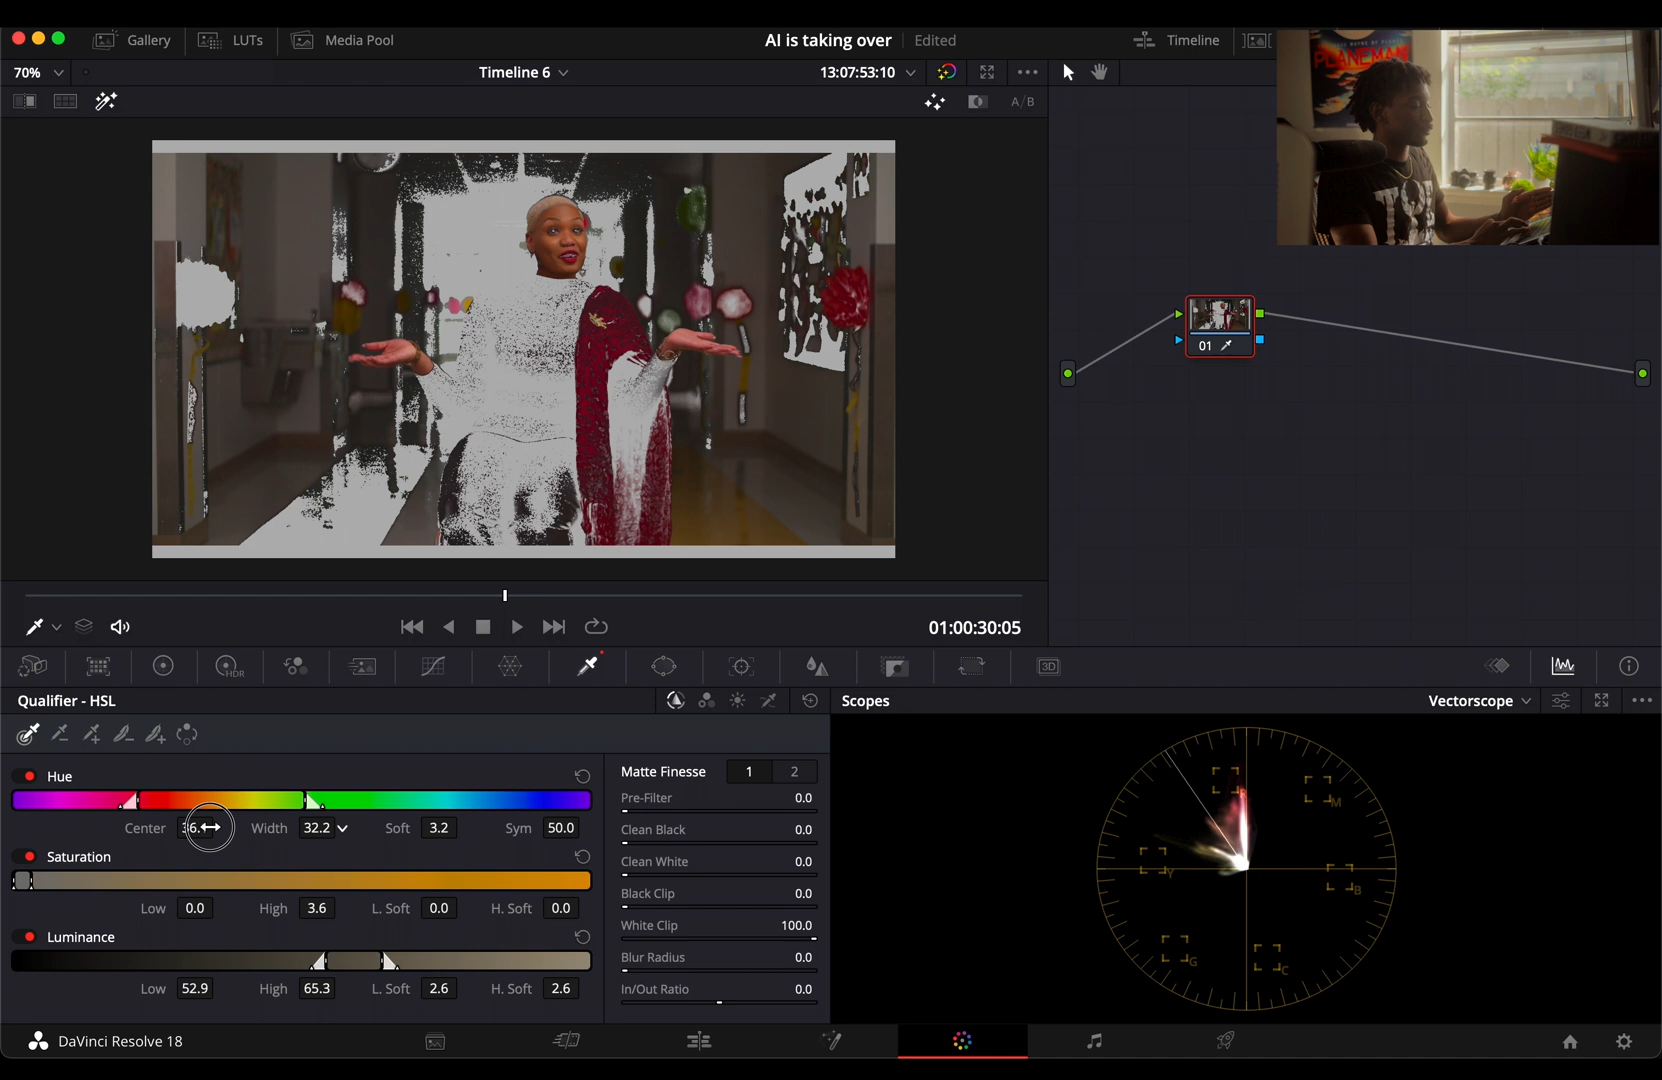 Gallery
LUTs
Media Pool
AI is taking over
Edited
Timeline
70%
Timeline 6
13:07:53:10
A/B
PLANEMAN
01
01:00:30:05
HDR
3D
Qualifier - HSL
Scopes
Vectorscope
Hue
Center
Width 32.2
Soft 3.2
Sym 50.0
Saturation
Low 0.0
High 3.6
L. Soft 0.0
H. Soft 0.0
Luminance
Low 52.9
High 65.3
L. Soft 2.6
H. Soft 2.6
Matte Finesse 1 2
Pre-Filter 0.0
Clean Black 0.0
Clean White 0.0
Black Clip 0.0
White Clip 100.0
Blur Radius 0.0
In/Out Ratio 0.0
R
M
Y
B
G
C
DaVinci Resolve 18